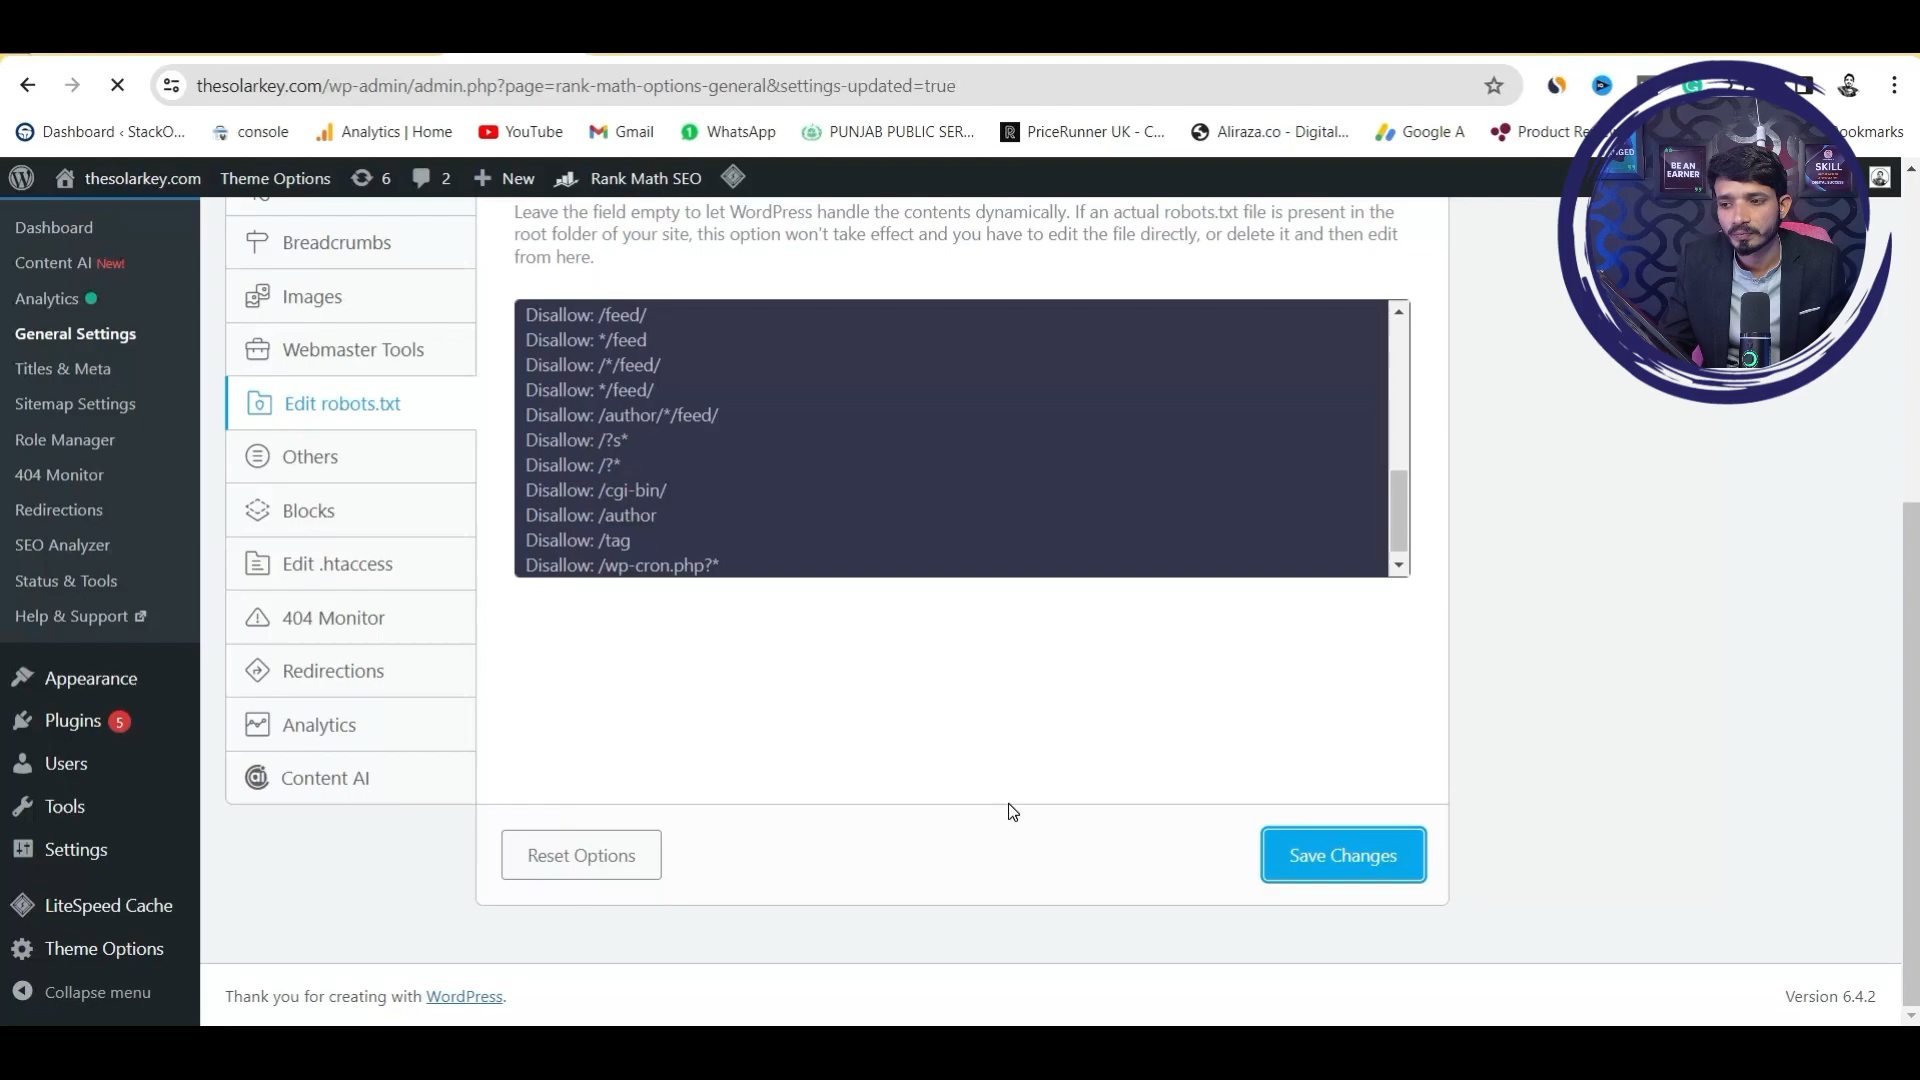 thesolarkey.com/wp-admin/admin.php?page=rank-math-options-general&settings-updated=true
Dashboard ‹ StackO...
console
Analytics | Home
YouTube
Gmail
WhatsApp
PUNJAB PUBLIC SER...
PriceRunner UK - C...
Aliraza.co - Digital...
Google A
Product Re
ookmarks
thesolarkey.com
Theme Options
6
2
New
Rank Math SEO
BE AN
EARNER
SKILL
Dashboard
Content AI New!
Analytics
General Settings
Titles & Meta
Sitemap Settings
Role Manager
404 Monitor
Redirections
SEO Analyzer
Status & Tools
Help & Support
Appearance
Plugins 5
Users
Tools
Settings
LiteSpeed Cache
Theme Options
Collapse menu
Breadcrumbs
Images
Webmaster Tools
Edit robots.txt
Others
Blocks
Edit .htaccess
404 Monitor
Redirections
Analytics
Content AI
Leave the field empty to let WordPress handle the contents dynamically. If an actual robots.txt file is present in the
root folder of your site, this option won't take effect and you have to edit the file directly, or delete it and then edit
from here.
Disallow: /feed/
Disallow: */feed
Disallow: /*/feed/
Disallow: */feed/
Disallow: /author/*/feed/
Disallow: /?s*
Disallow: /?*
Disallow: /cgi-bin/
Disallow: /author
Disallow: /tag
Disallow: /wp-cron.php?*
Reset Options
Save Changes
Thank you for creating with WordPress.
Version 6.4.2